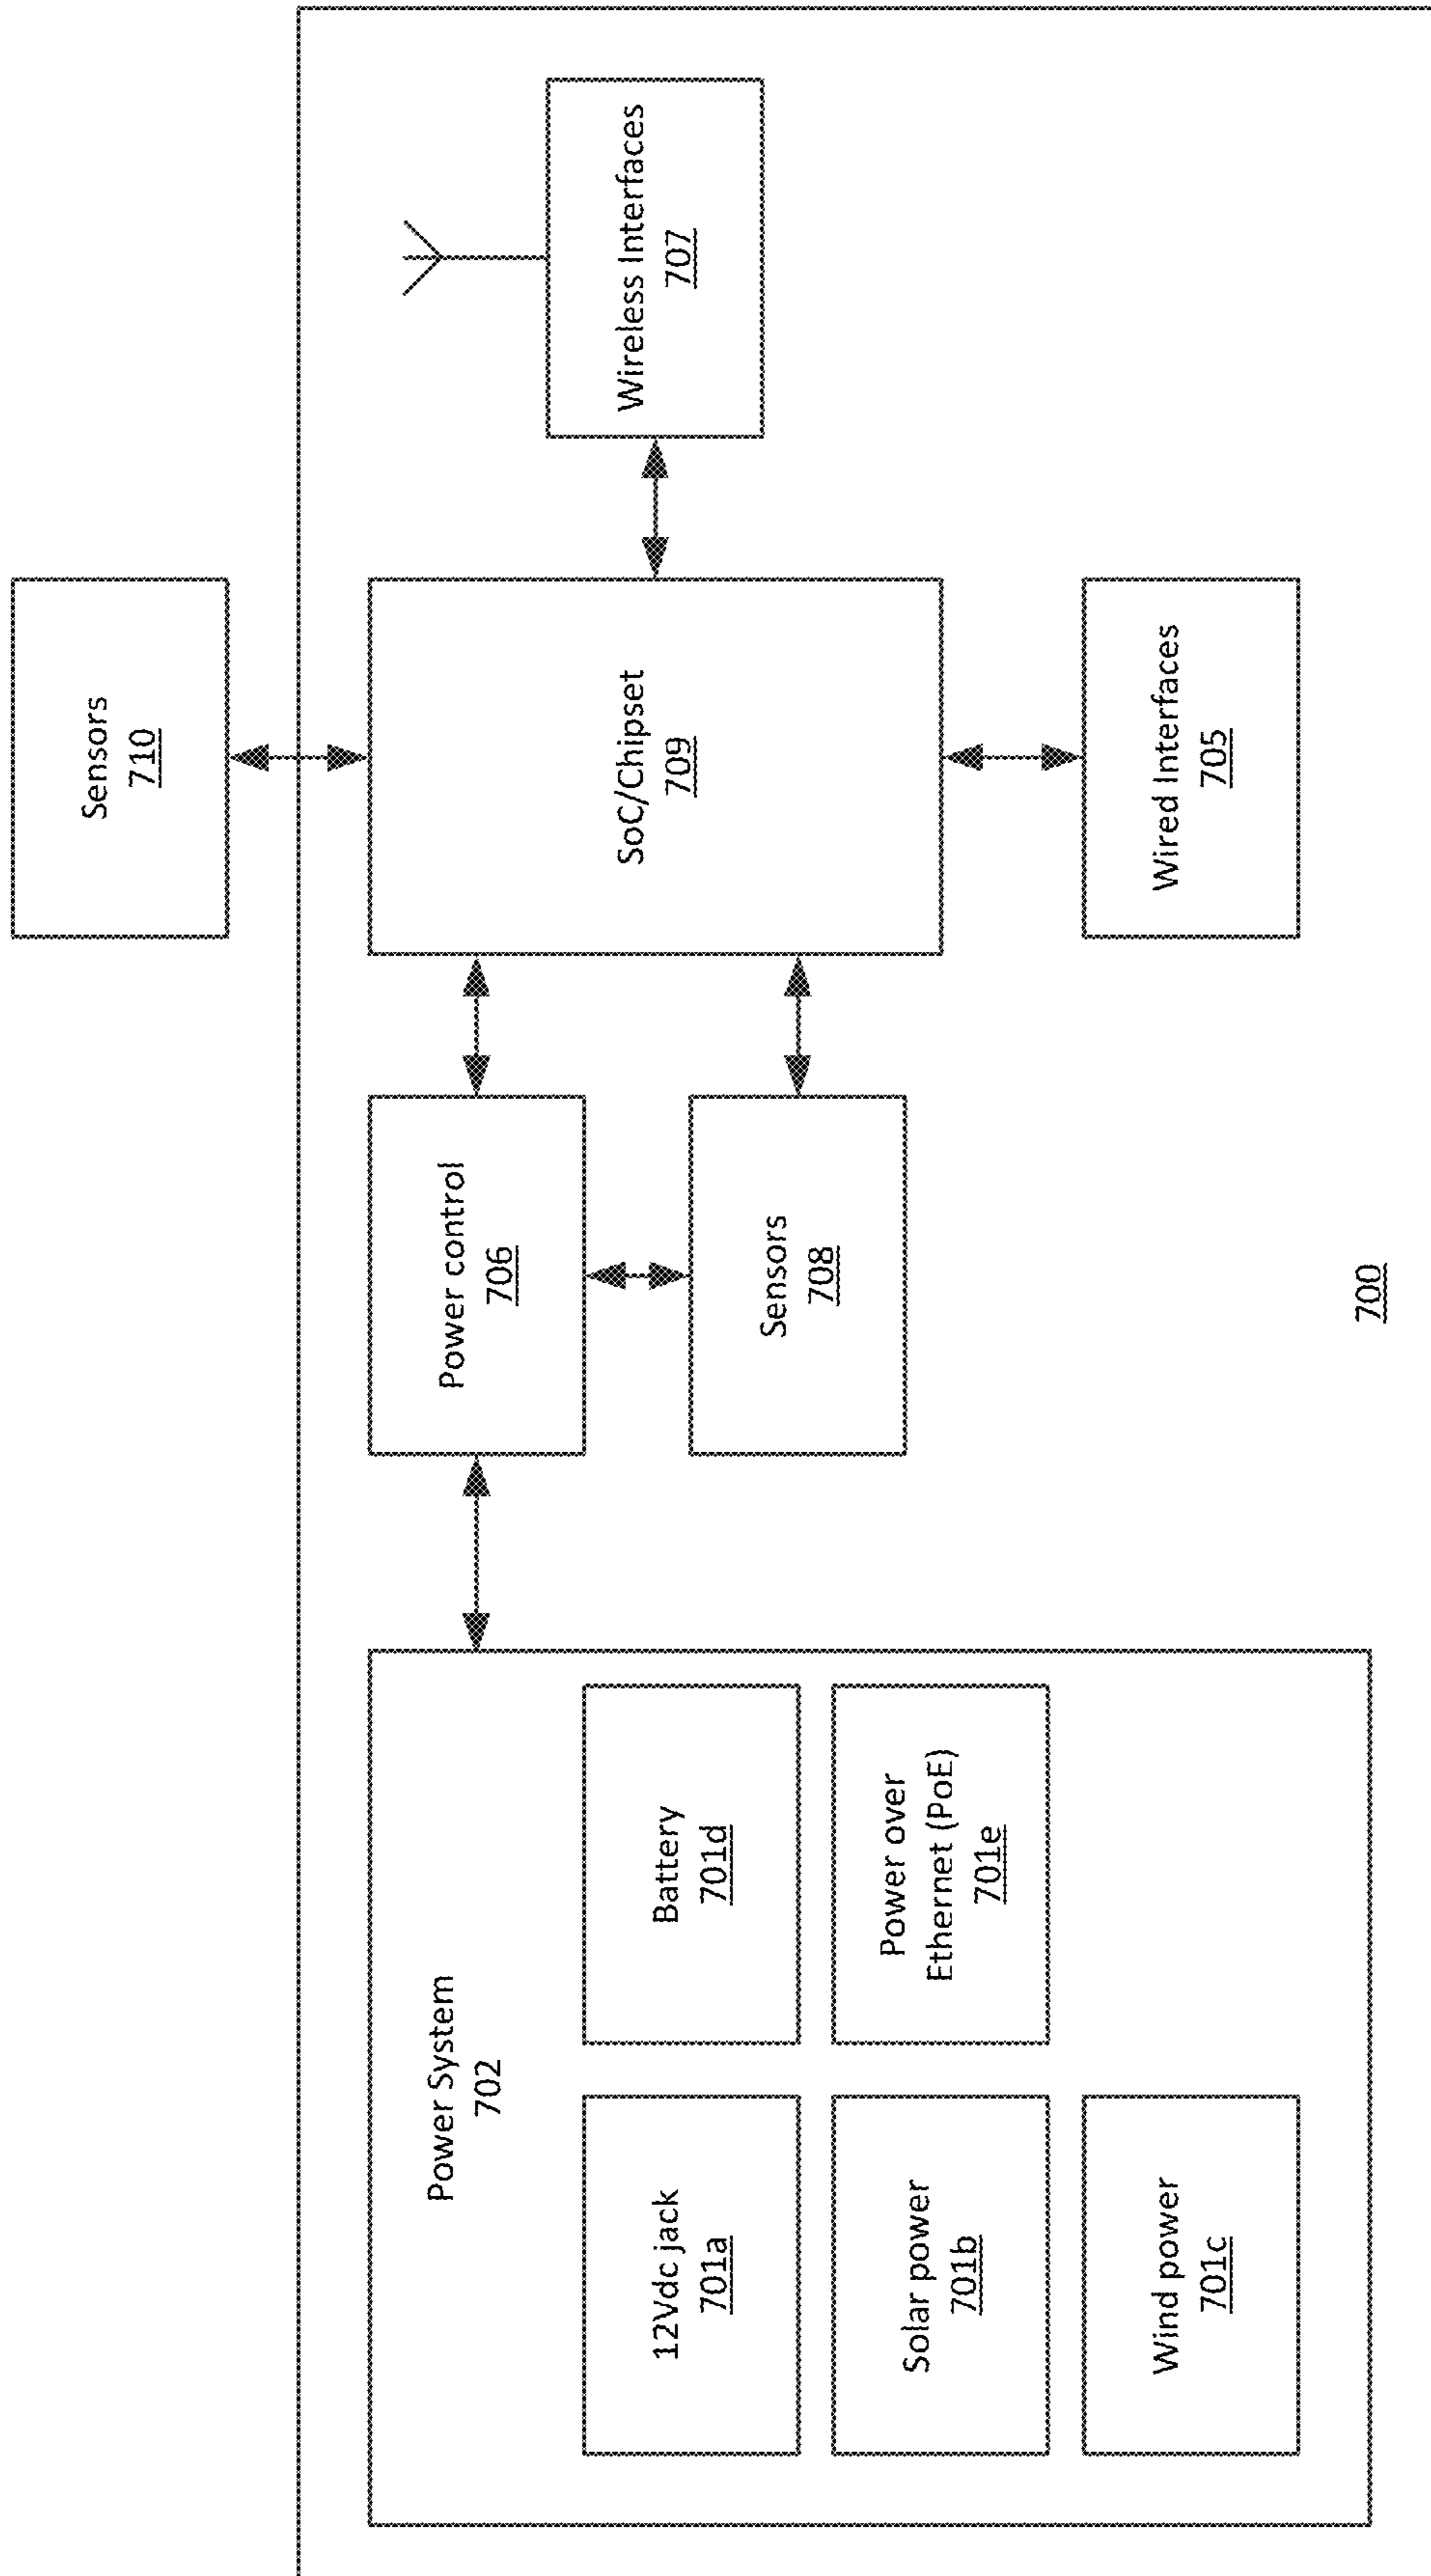 Sensors
710
Power System
702
12Vdc jack
701a
Battery
701d
Solar power
701b
Power over
Ethernet (PoE)
701e
Wind power
701c
Power control
706
Sensors
708
SoC/Chipset
709
Wireless Interfaces
707
Wired Interfaces
705
700